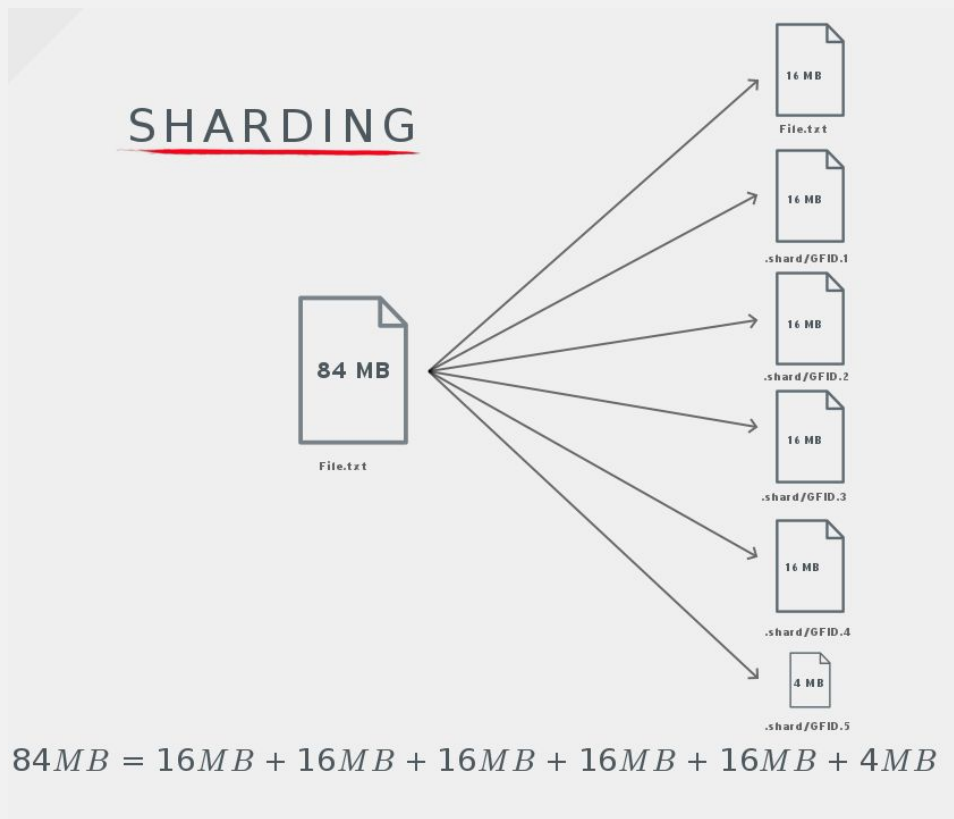 SHARDING
84 MB
File.txt
16 MB
File.txt
16 MB
.shard/GFID.1
16 MB
.shard/GFID.2
16 MB
.shard/GFID.3
16 MB
.shard/GFID.4
4 MB
.shard/GFID.5
84MB = 16MB + 16MB + 16MB + 16MB + 16MB + 4MB